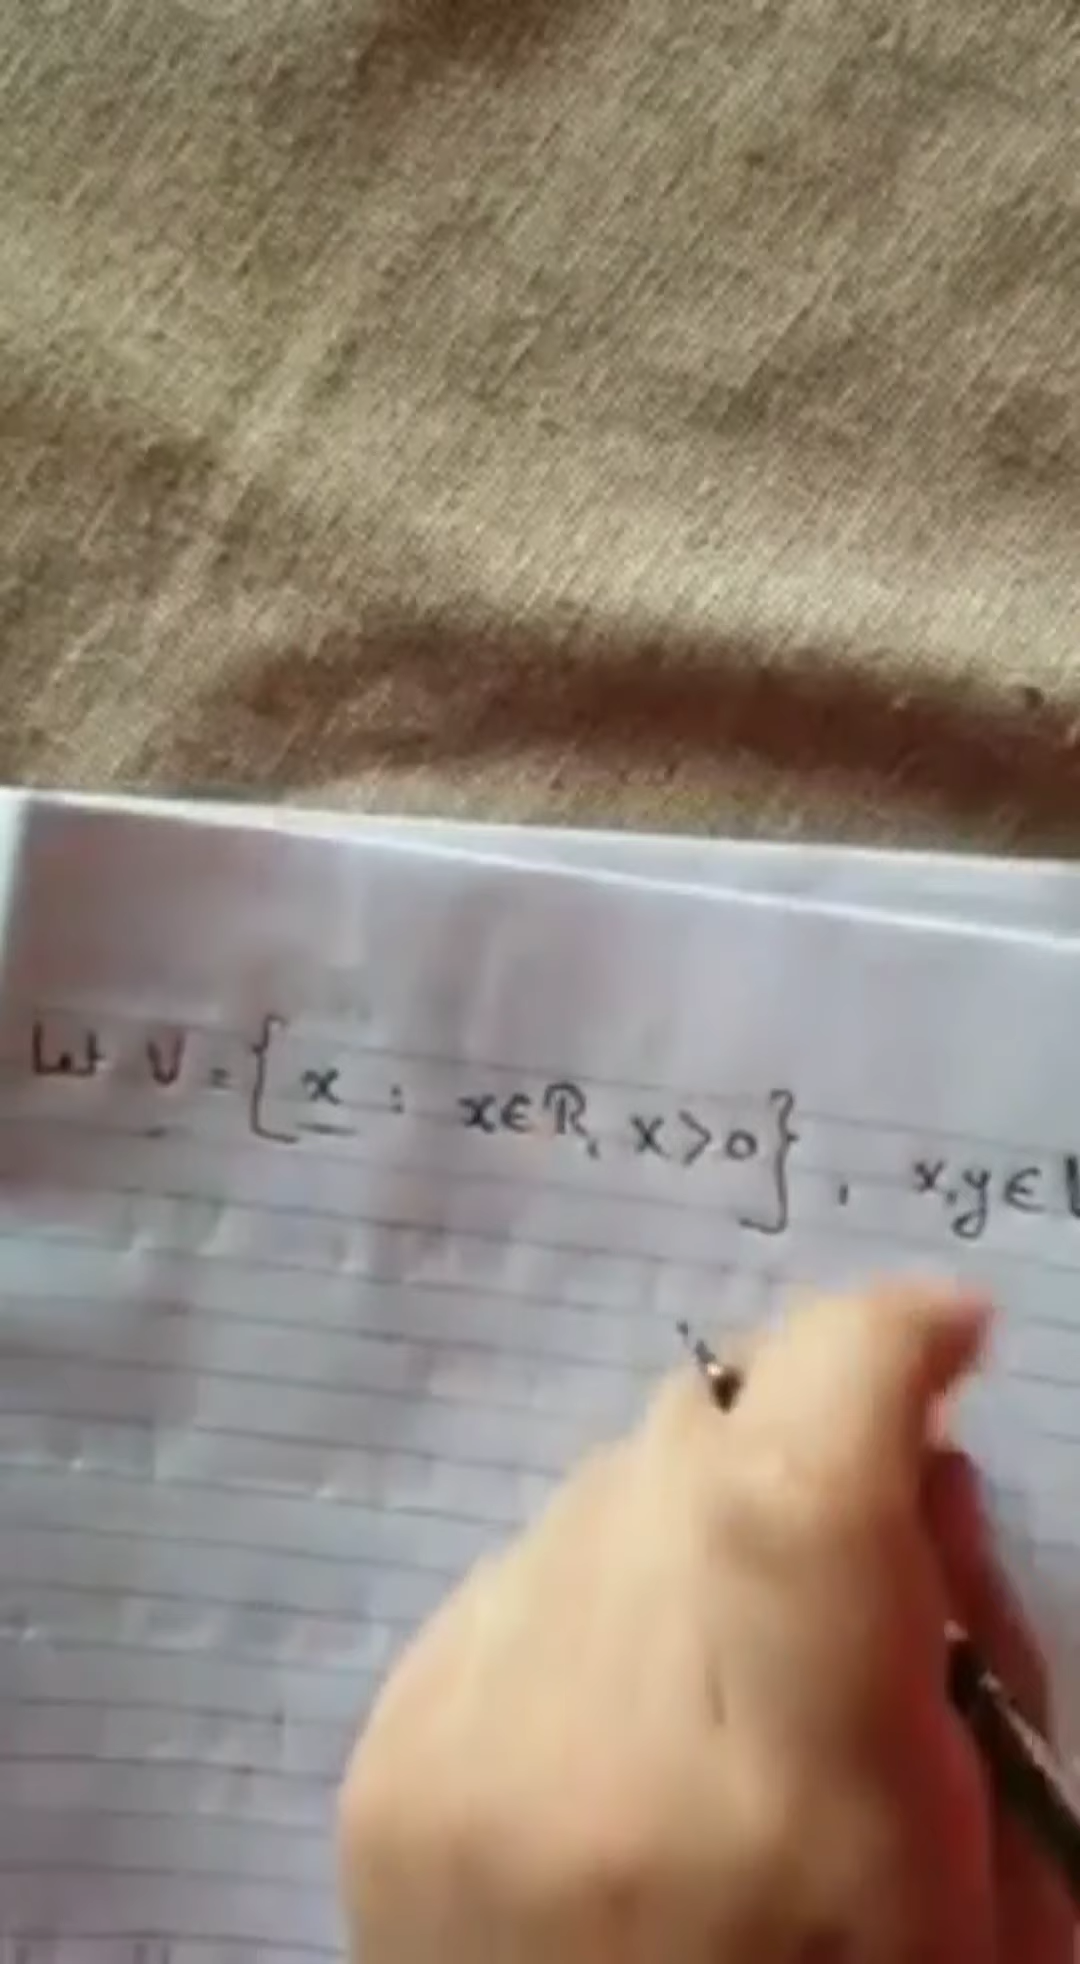 Let V = { x : x∈ℝ, x>0 } , x,y ∈